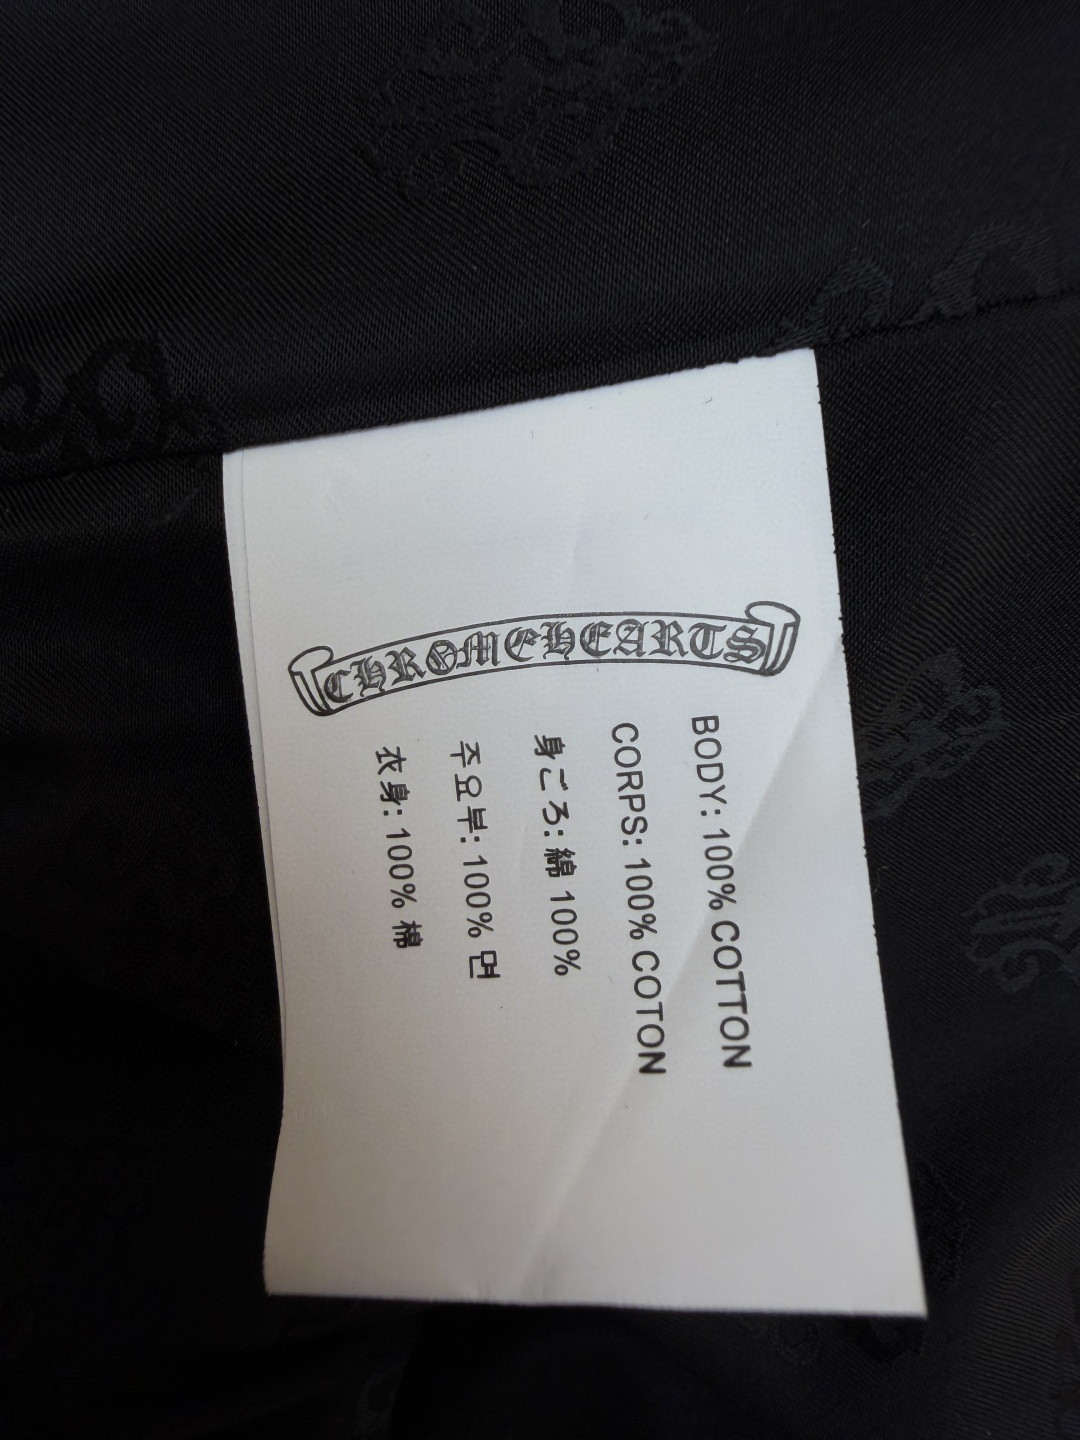 CHROMEHEARTS
BODY: 100% COTTON
CORPS: 100% COTON
身ごろ: 綿 100%
주요부: 100% 면
衣身: 100% 棉